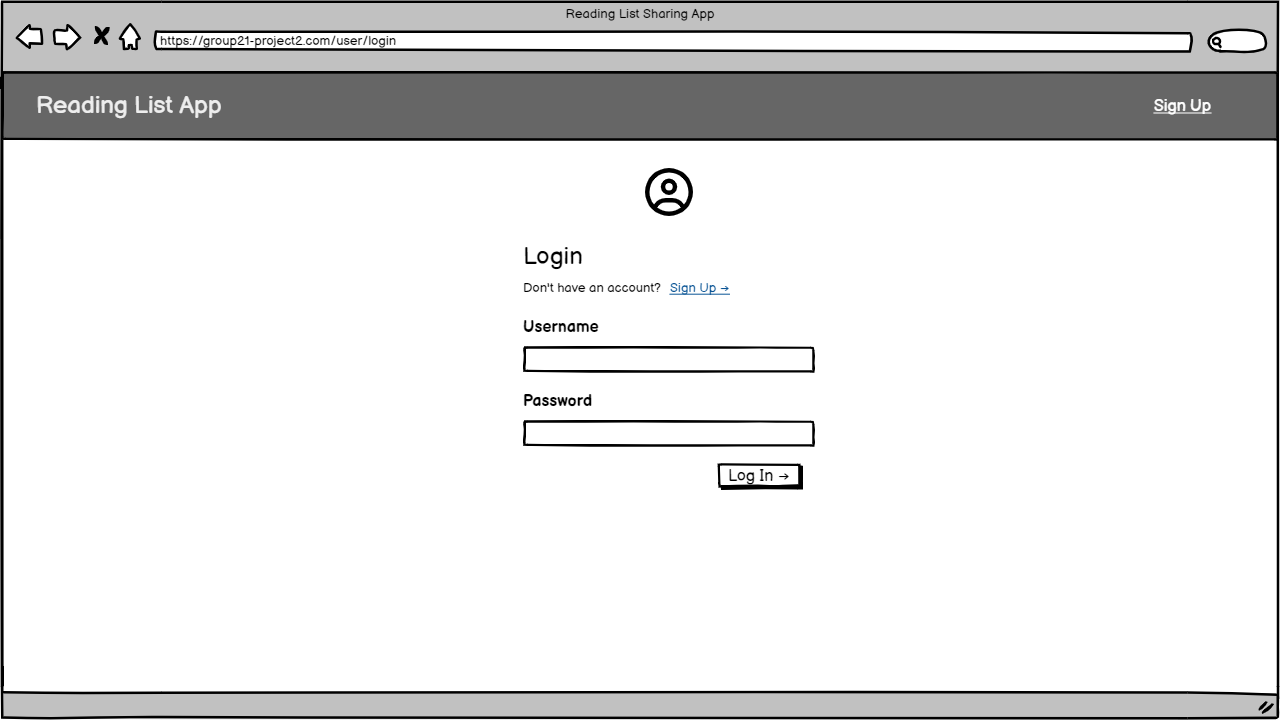 Reading List Sharing App
https://group21-project2.com/user/login
Reading List App
Sign Up
Login
Don't have an account? Sign Up →
Username
Password
Log In →